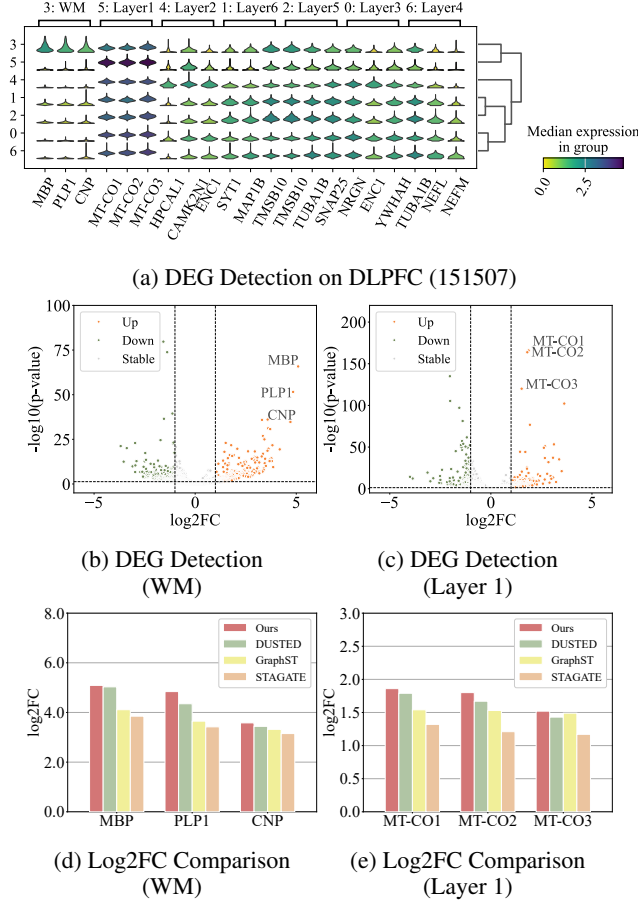 3: WM 5: Layer1 4: Layer2 1: Layer6 2: Layer5 0: Layer3 6: Layer4
3
5
4
1
2
0
6
Median expression
in group
0.0 2.5
MBP PLP1 CNP MT-CO1 MT-CO2 MT-CO3 HPCAL1 CAMK2N1 ENC1 SYT1 MAP1B TMSB10 TMSB10 TUBA1B SNAP25 NRGN ENC1 YWHAH TUBA1B NEFL NEFM
(a) DEG Detection on DLPFC (151507)
100
75
50
25
0
-log10(p-value)
Up
Down
Stable
MBP
PLP1
CNP
−5 0 5
log2FC
(b) DEG Detection
(WM)
200
150
100
50
0
-log10(p-value)
Up
Down
Stable
MT-CO1
MT-CO2
MT-CO3
−5 0 5
log2FC
(c) DEG Detection
(Layer 1)
8.0
6.0
4.0
2.0
0.0
log2FC
Ours
DUSTED
GraphST
STAGATE
MBP PLP1 CNP
(d) Log2FC Comparison
(WM)
3.0
2.5
2.0
1.5
1.0
0.5
0.0
log2FC
Ours
DUSTED
GraphST
STAGATE
MT-CO1 MT-CO2 MT-CO3
(e) Log2FC Comparison
(Layer 1)